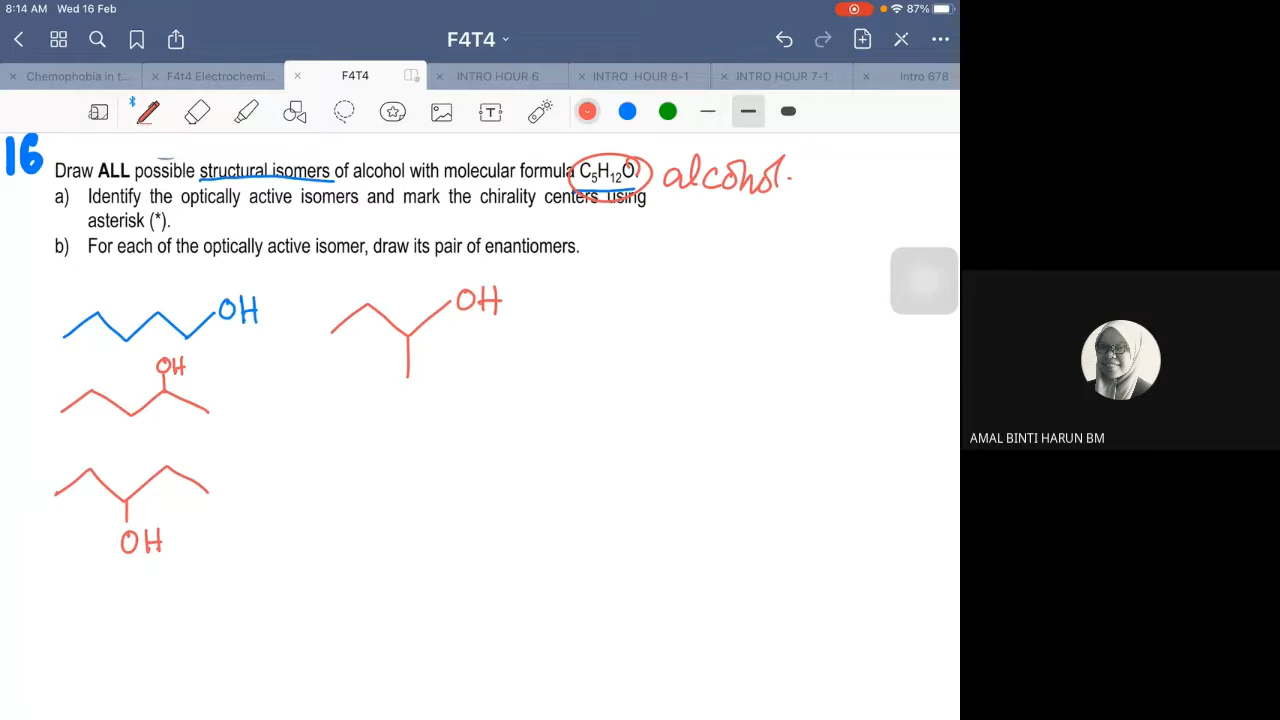 8:14 AM Wed 16 Feb
87%
F4T4
Chemophobia in t...
F4t4 Electrochemi...
F4T4
INTRO HOUR 6
INTRO HOUR 8-1
INTRO HOUR 7-1
Intro 678
T
16
Draw ALL possible structural isomers of alcohol with molecular formula C₅H₁₂O. alcohol.
a) Identify the optically active isomers and mark the chirality centers using
asterisk (*).
b) For each of the optically active isomer, draw its pair of enantiomers.
OH
OH
OH
OH
AMAL BINTI HARUN BM